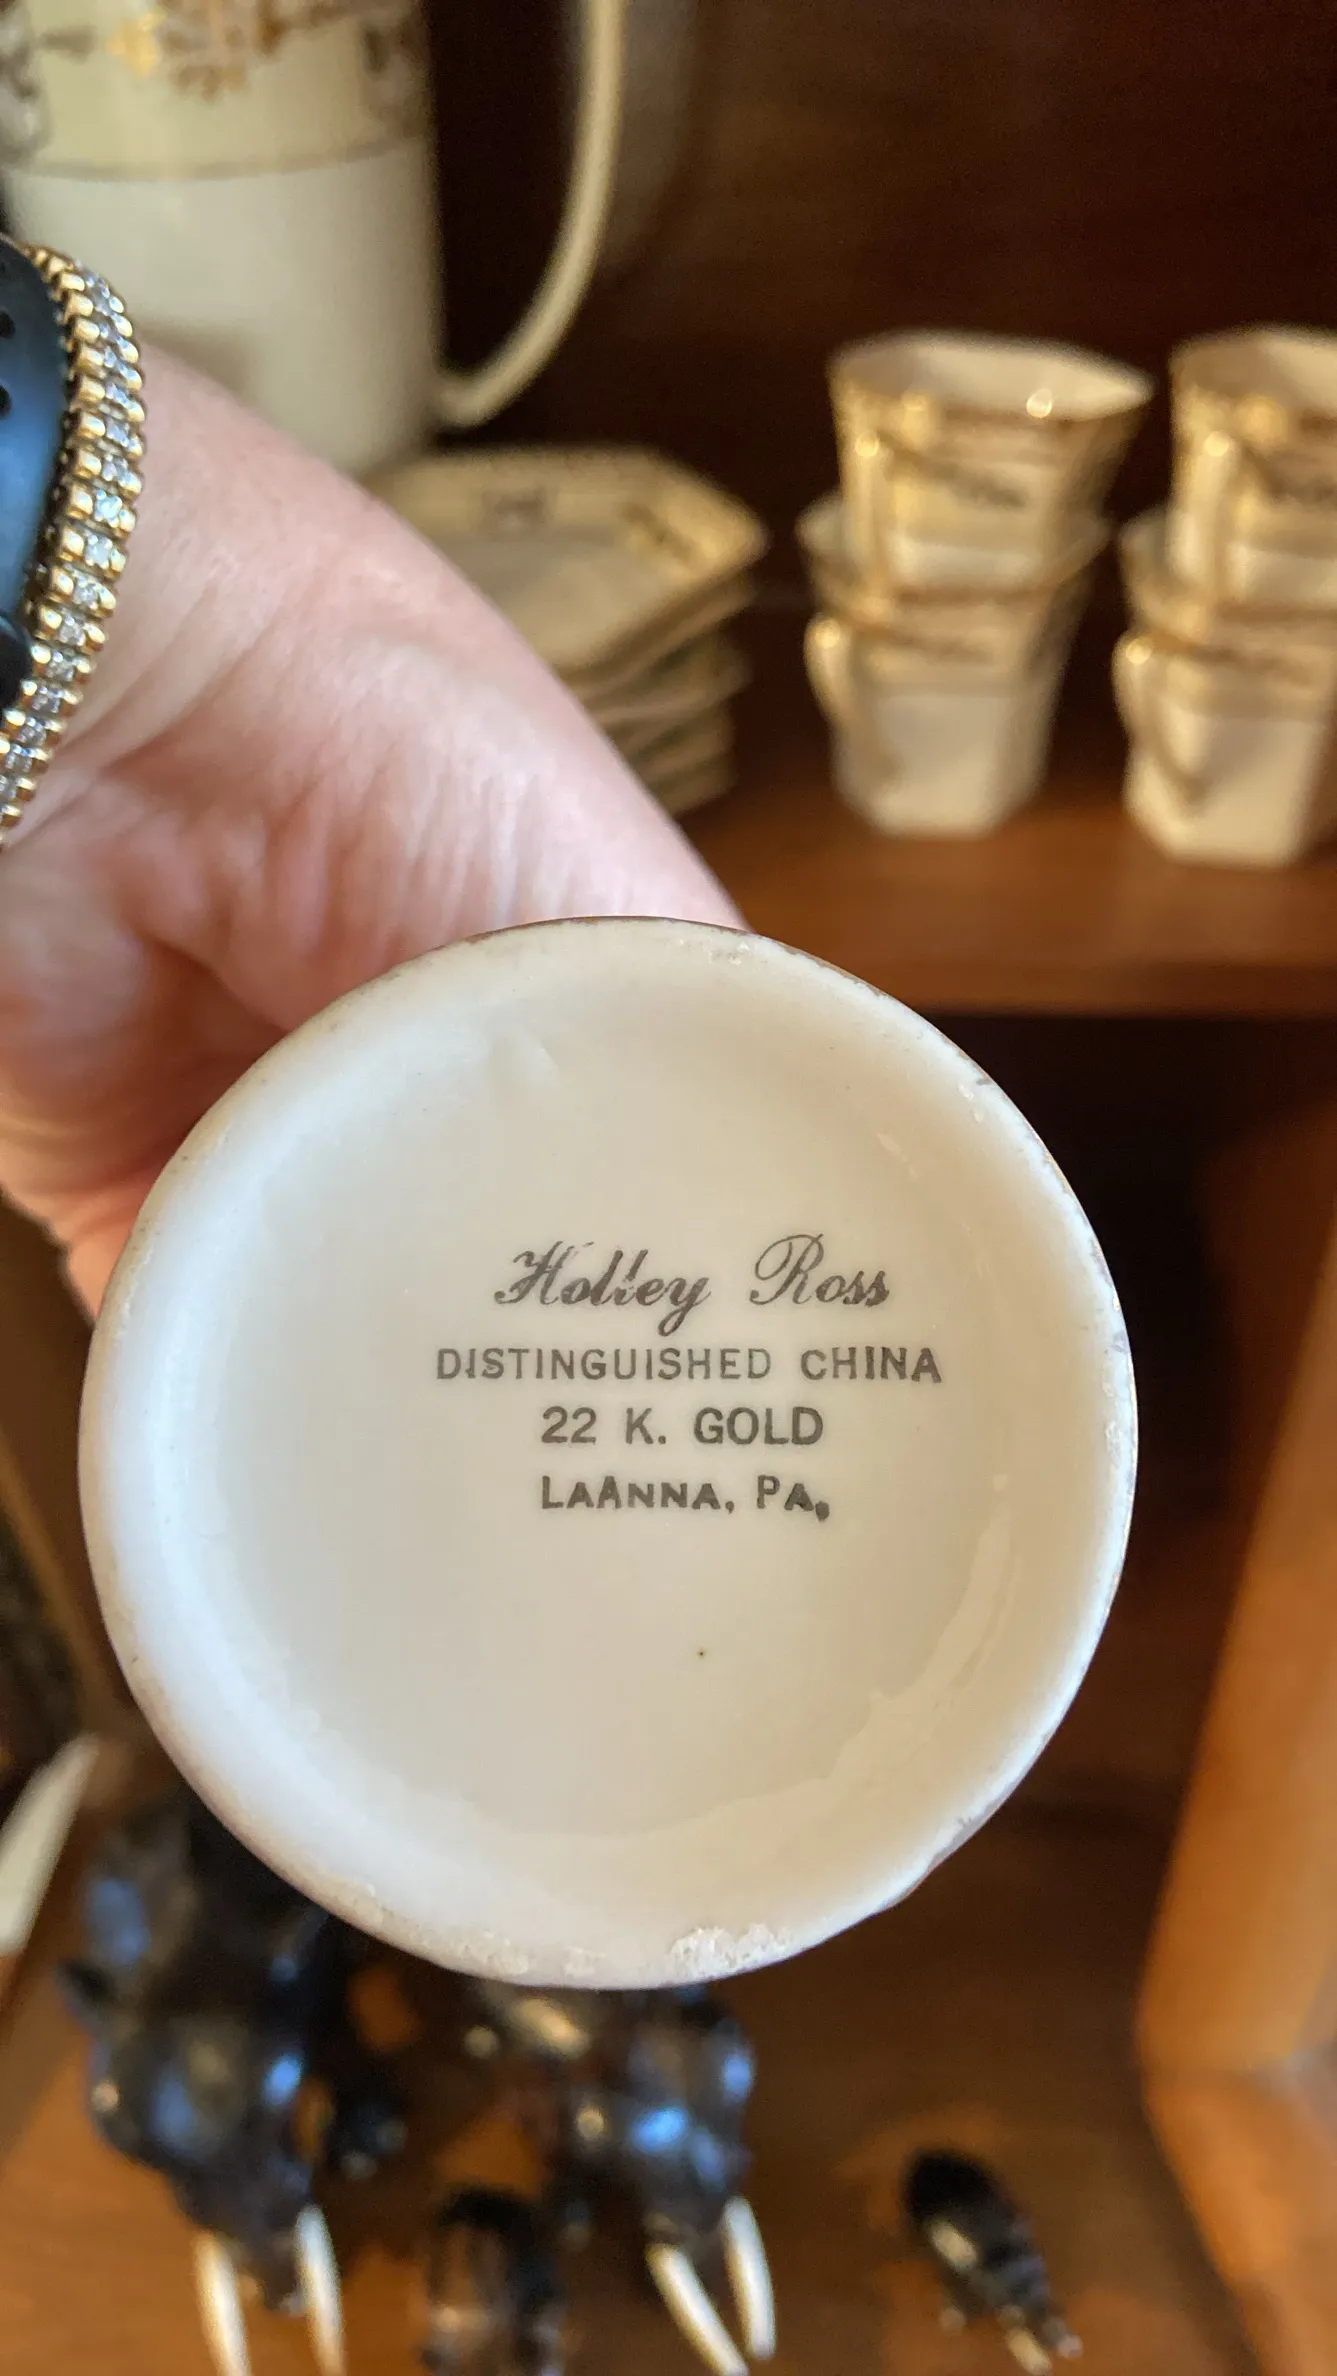 Holley Ross
DISTINGUISHED CHINA
22 K. GOLD
LAANNA, PA,